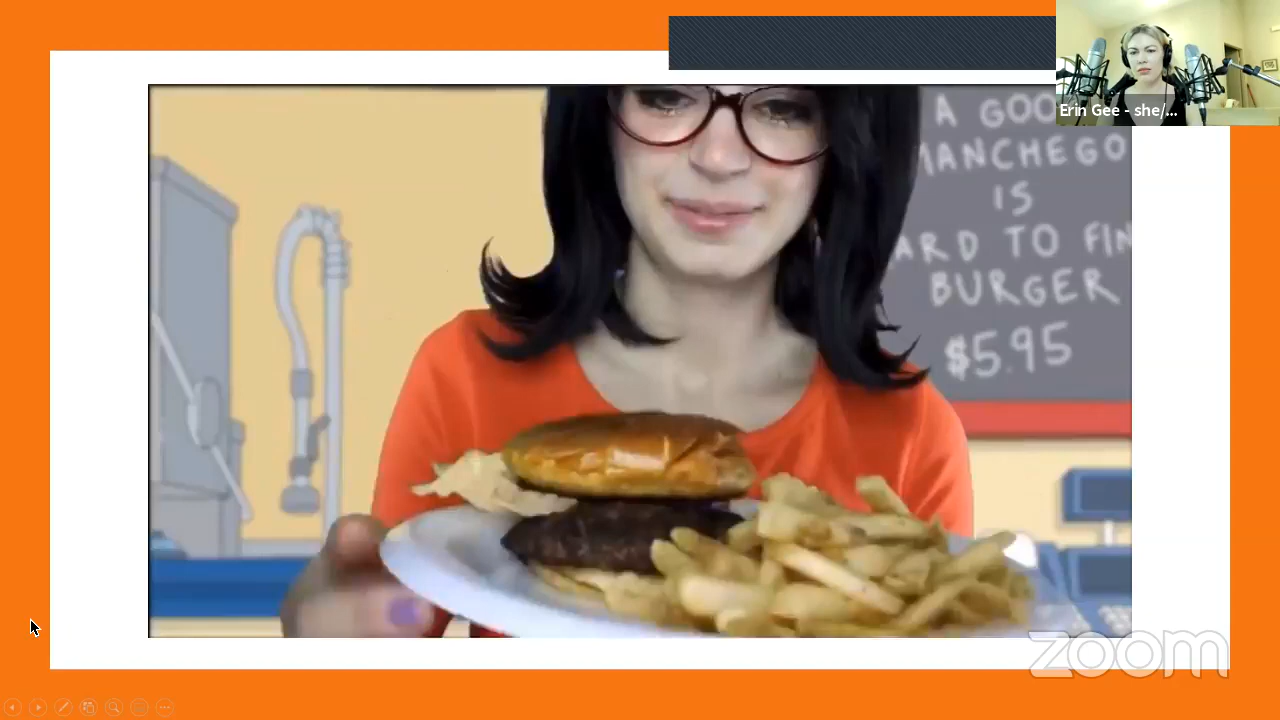 Erin Gee - she/...
A GOO
MANCHEGO
IS
ARD TO FIN
BURGER
$5.95
zoom